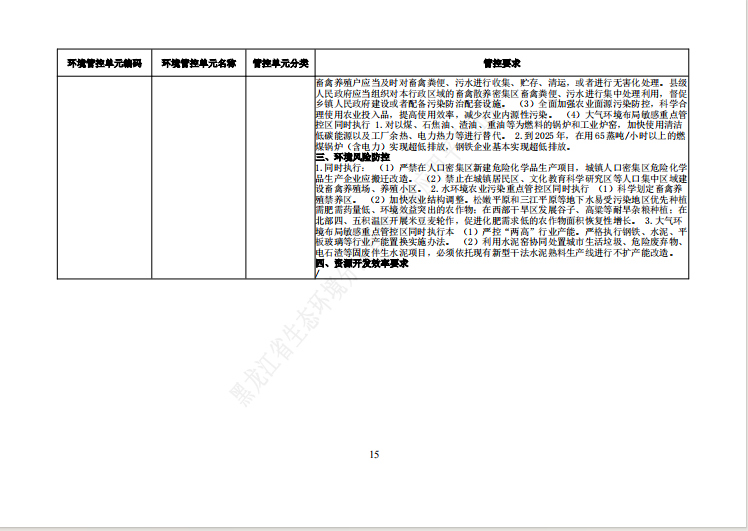 环境管控单元编码 环境管控单元名称 管控单元分类 管控要求
畜禽养殖户应当及时对畜禽粪便、污水进行收集、贮存、清运，或者进行无害化处理。县级
人民政府应当组织对本行政区域的畜禽散养密集区畜禽粪便、污水进行集中处理利用，督促
乡镇人民政府建设或者配备污染防治配套设施。（3）全面加强农业面源污染防控，科学合
理使用农业投入品，提高使用效率，减少农业内源性污染。（4）大气环境布局敏感重点管
控区同时执行 1.对以煤、石焦油、渣油、重油等为燃料的锅炉和工业炉窑，加快使用清洁
低碳能源以及工厂余热、电力热力等进行替代。 2.到2025年，在用65蒸吨/小时以上的燃
煤锅炉（含电力）实现超低排放，钢铁企业基本实现超低排放。
三、环境风险防控
1.同时执行：（1）严禁在人口密集区新建危险化学品生产项目，城镇人口密集区危险化学
品生产企业应搬迁改造。（2）禁止在城镇居民区、文化教育科学研究区等人口集中区域建
设畜禽养殖场、养殖小区。 2.水环境农业污染重点管控区同时执行（1）科学划定畜禽养
殖禁养区。（2）加快农业结构调整。松嫩平原和三江平原等地下水易受污染地区优先种植
需肥需药量低、环境效益突出的农作物；在西部干旱区发展谷子、高粱等耐旱杂粮种植；在
北部四、五积温区开展米豆麦轮作，促进化肥需求低的农作物面积恢复性增长。 3.大气环
境布局敏感重点管控区同时执行本（1）严控“两高”行业产能。严格执行钢铁、水泥、平
板玻璃等行业产能置换实施办法。（2）利用水泥窑协同处置城市生活垃圾、危险废弃物、
电石渣等固废伴生水泥项目，必须依托现有新型干法水泥熟料生产线进行不扩产能改造。
四、资源开发效率要求
/
黑龙江省生态环境
15